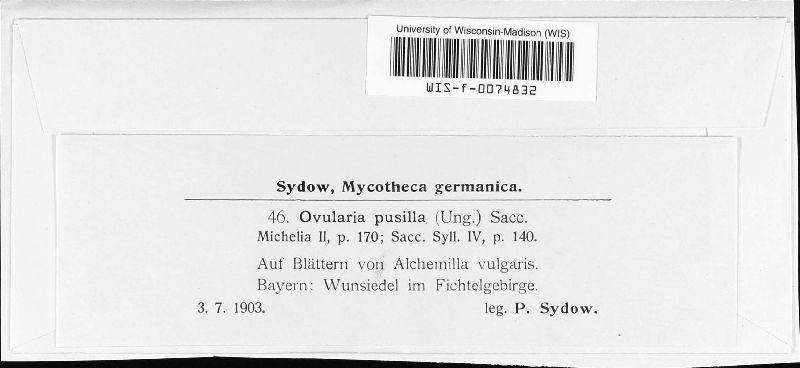 University of Wisconsin-Madison (WIS)
WIS-f-0074832
Sydow, Mycotheca germanica.
46. Ovularia pusilla (Ung.) Sacc.
Michelia II, p. 170; Sacc. Syll. IV, p. 140.
Auf Blättern von Alchemilla vulgaris.
Bayern: Wunsiedel im Fichtelgebirge.
3. 7. 1903. leg. P. Sydow.